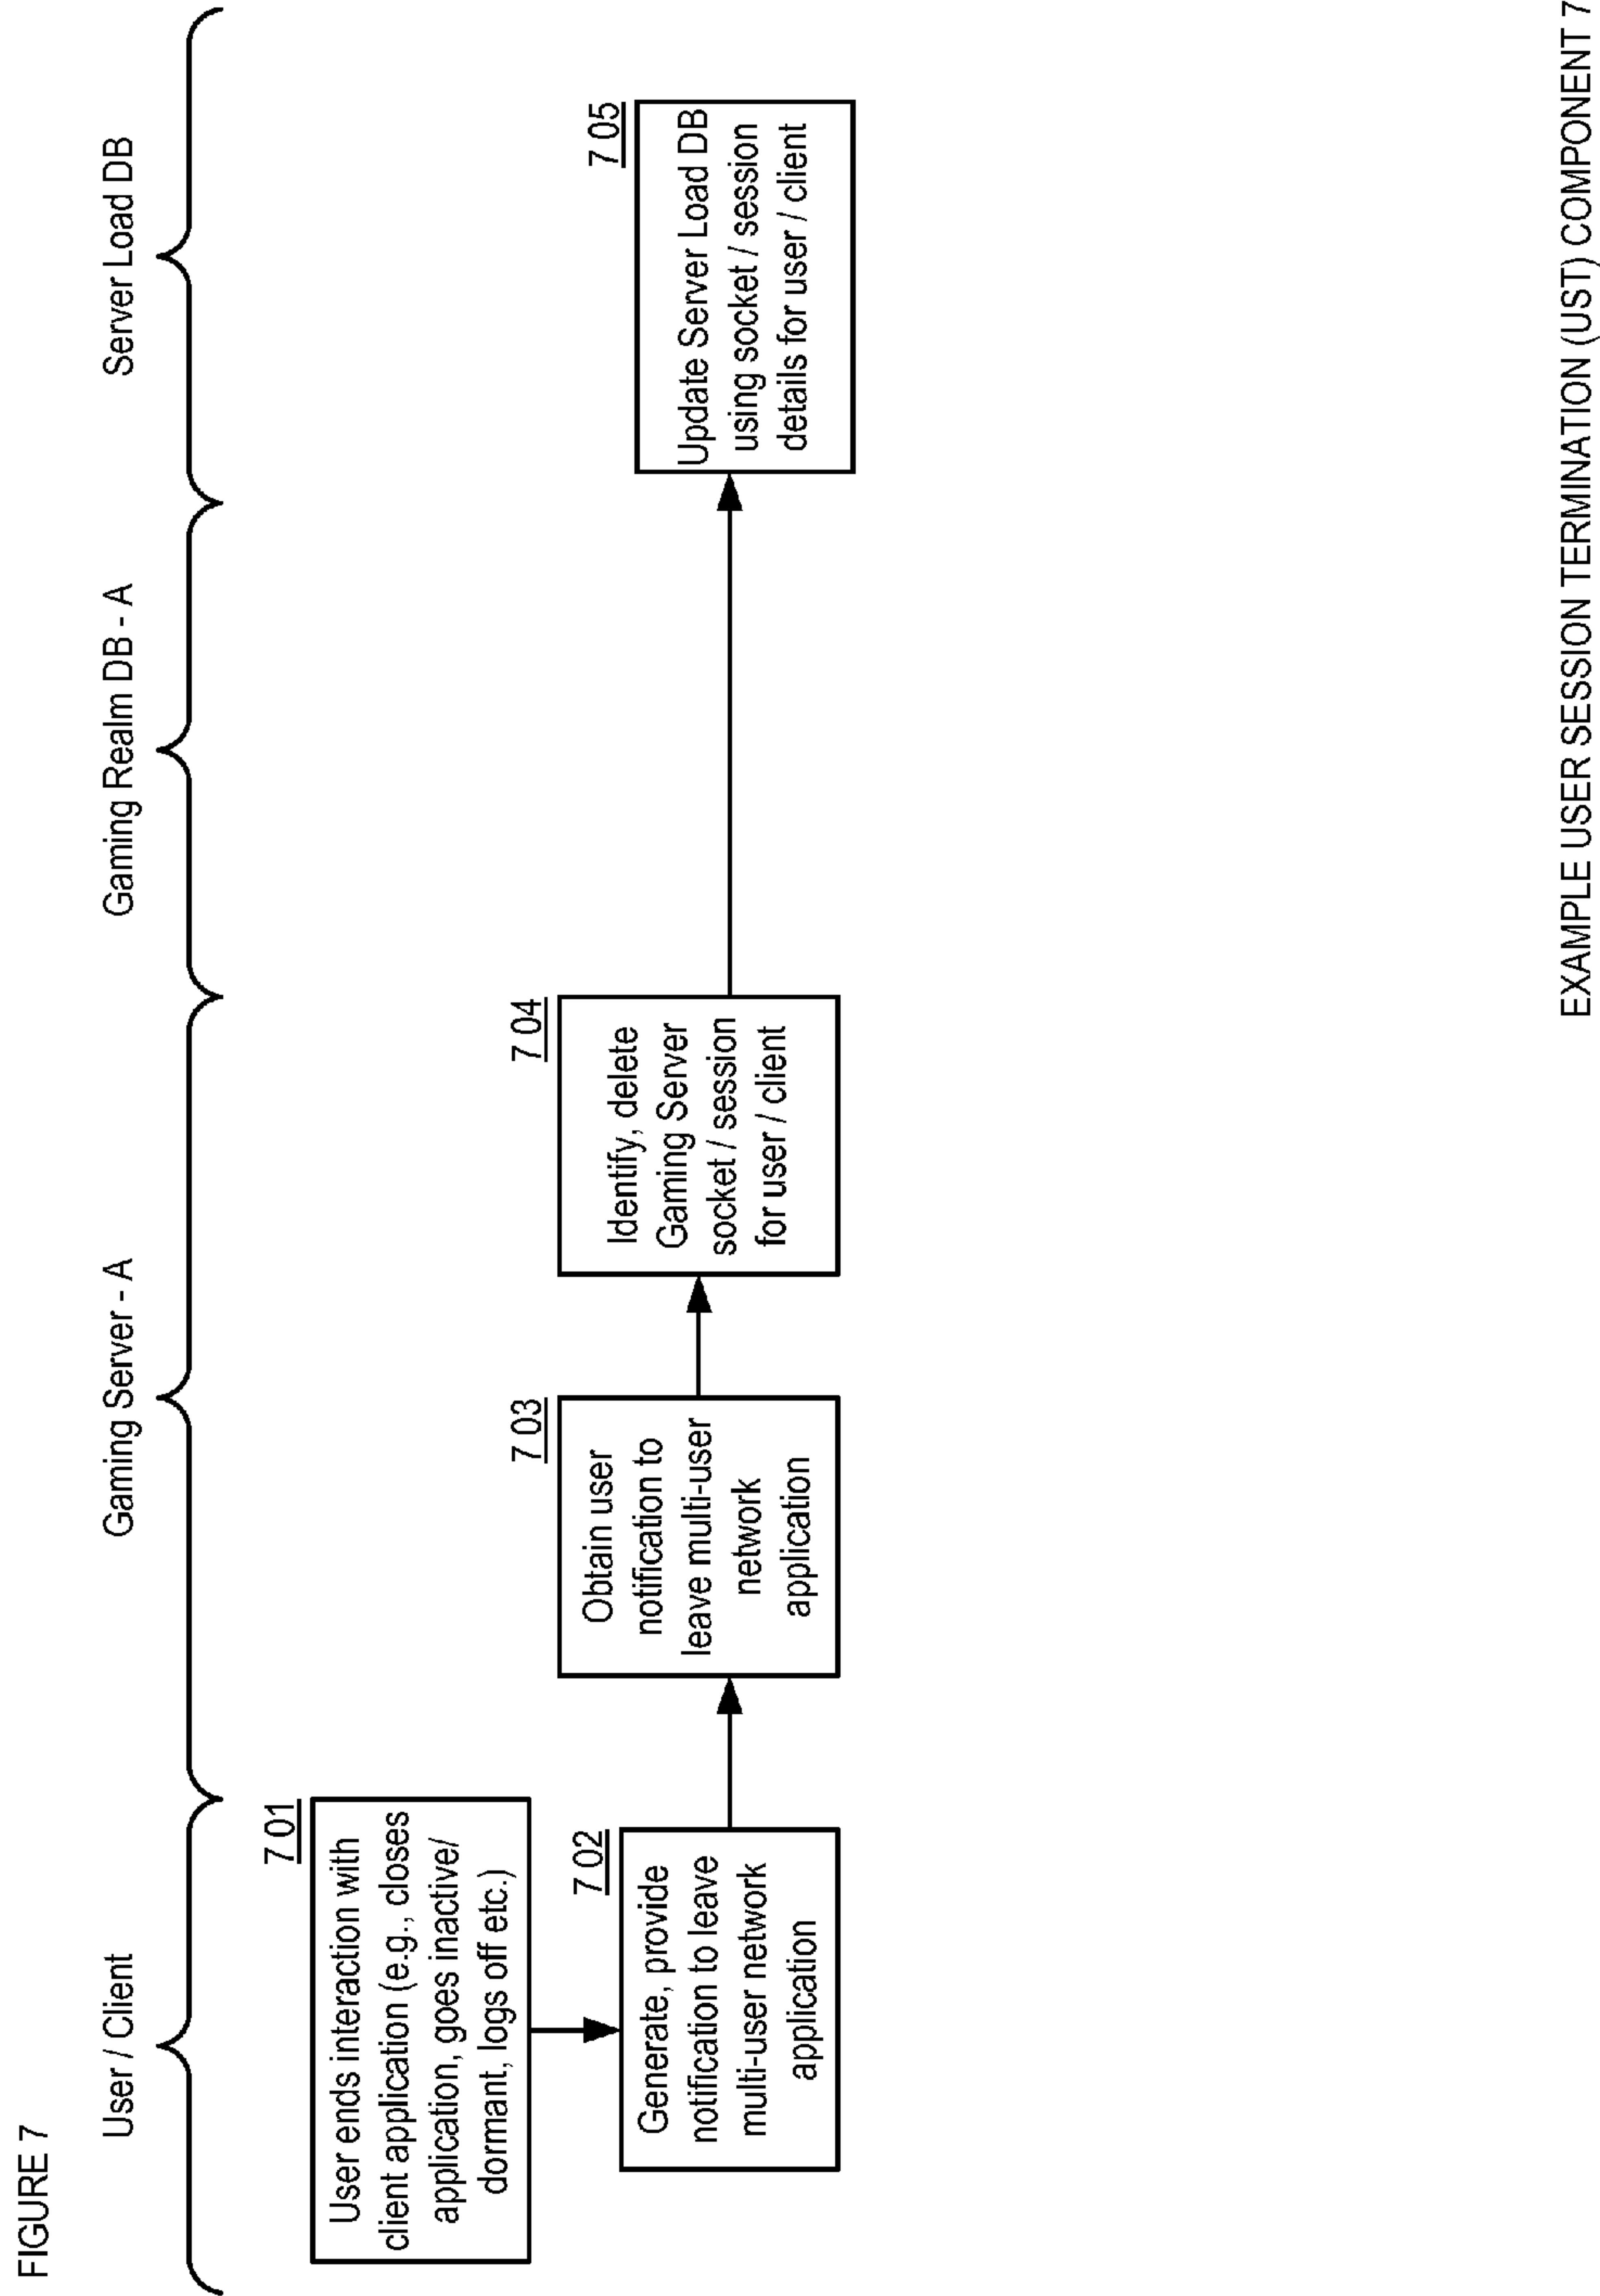 FIGURE 7
User / Client
Gaming Server - A
Gaming Realm DB - A
Server Load DB
7 01
User ends interaction with
client application (e.g., closes
application, goes inactive/
dormant, logs off etc.)
7 02
Generate, provide
notification to leave
multi-user network
application
7 03
Obtain user
notification to
leave multi-user
network
application
7 04
Identify, delete
Gaming Server
socket / session
for user / client
7 05
Update Server Load DB
using socket / session
details for user / client
EXAMPLE USER SESSION TERMINATION (UST) COMPONENT 7